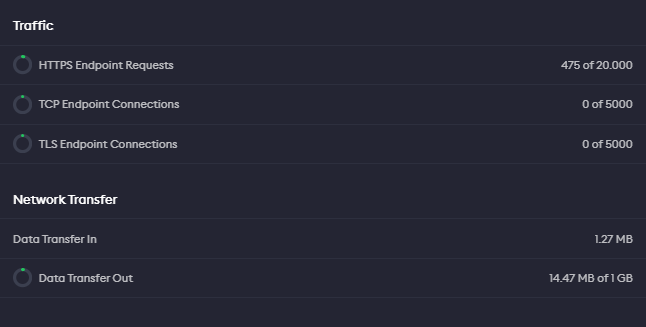 Traffic
HTTPS Endpoint Requests 475 of 20.000
TCP Endpoint Connections 0 of 5000
TLS Endpoint Connections 0 of 5000
Network Transfer
Data Transfer In 1.27 MB
Data Transfer Out 14.47 MB of 1 GB